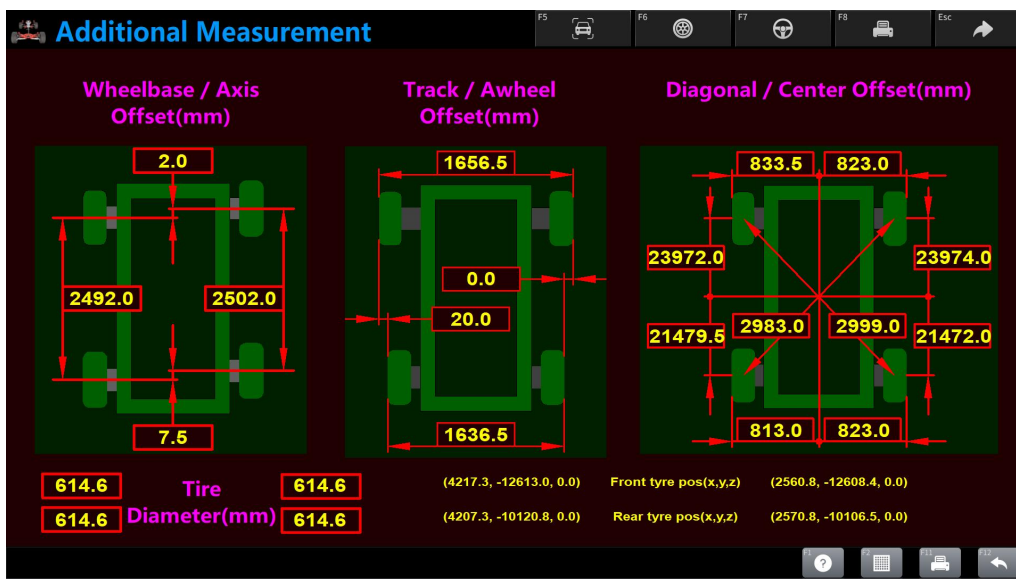 Additional Measurement
F5
F6
F7
F8
Esc
Wheelbase / Axis
Offset(mm)
Track / Awheel
Offset(mm)
Diagonal / Center Offset(mm)
2.0
2492.0
2502.0
7.5
1656.5
0.0
20.0
1636.5
833.5
823.0
23972.0
23974.0
2983.0
2999.0
21479.5
21472.0
813.0
823.0
614.6
Tire
614.6
614.6
Diameter(mm)
614.6
(4217.3, -12613.0, 0.0) Front tyre pos(x,y,z) (2560.8, -12608.4, 0.0)
(4207.3, -10120.8, 0.0) Rear tyre pos(x,y,z) (2570.8, -10106.5, 0.0)
F1
?
F2
F11
F12